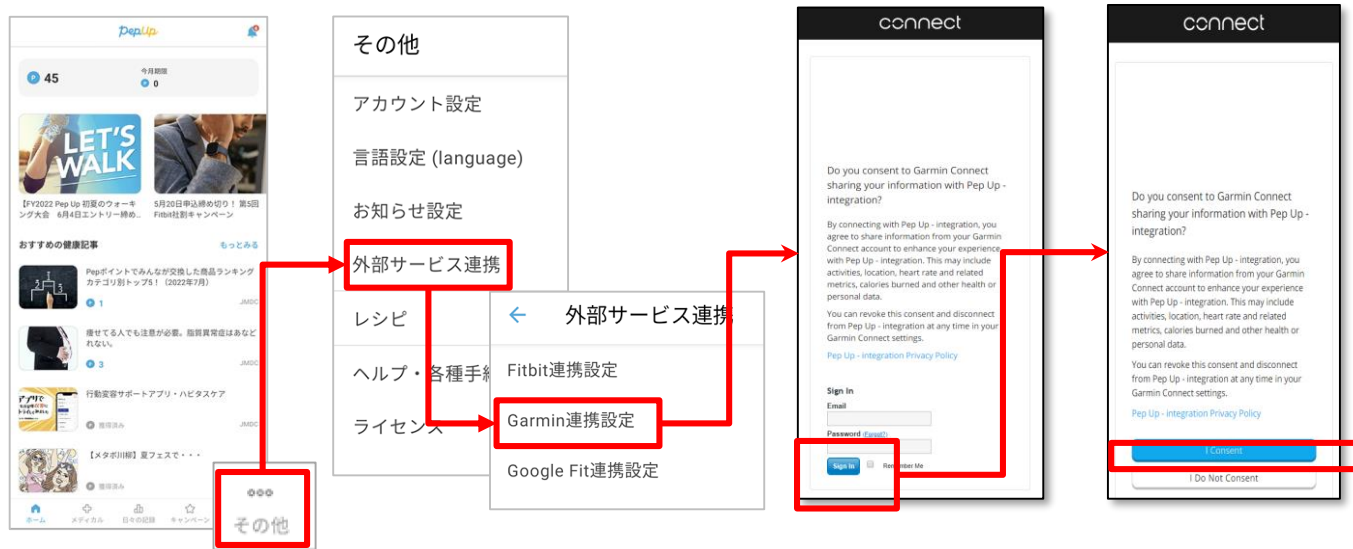 PepUp
45
今月期限
0
LET'S
WALK
【FY2022 Pep Up 初夏のウォーキ
ング大会 6月4日エントリー締め…
5月20日申込締め切り！ 第5回
Fitbit社割キャンペーン
おすすめの健康記事
もっとみる
Pepポイントでみんなが交換した商品ランキング
カテゴリ別トップ5！（2022年7月）
1
JMDC
痩せてる人でも注意が必要。脂質異常症はあなど
れない。
3
JMDC
行動変容サポートアプリ・ハビタスケア
獲得済み
JMDC
【メタボ川柳】夏フェスで・・・
獲得済み
ホーム
メディカル
日々の記録
キャンペーン
その他
その他
アカウント設定
言語設定 (language)
お知らせ設定
外部サービス連携
レシピ
ヘルプ・各種手
ライセンス
外部サービス連携
Fitbit連携設定
Garmin連携設定
Google Fit連携設定
connect
Do you consent to Garmin Connect
sharing your information with Pep Up -
integration?
By connecting with Pep Up - integration, you
agree to share information from your Garmin
Connect account to enhance your experience
with Pep Up - integration. This may include
activities, location, heart rate and related
metrics, calories burned and other health or
personal data.
You can revoke this consent and disconnect
from Pep Up - integration at any time in your
Garmin Connect settings.
Pep Up - integration Privacy Policy
Sign In
Email
Password (Forgot?)
Sign In
Remember Me
connect
Do you consent to Garmin Connect
sharing your information with Pep Up -
integration?
By connecting with Pep Up - integration, you
agree to share information from your Garmin
Connect account to enhance your experience
with Pep Up - integration. This may include
activities, location, heart rate and related
metrics, calories burned and other health or
personal data.
You can revoke this consent and disconnect
from Pep Up - integration at any time in your
Garmin Connect settings.
Pep Up - integration Privacy Policy
I Consent
I Do Not Consent